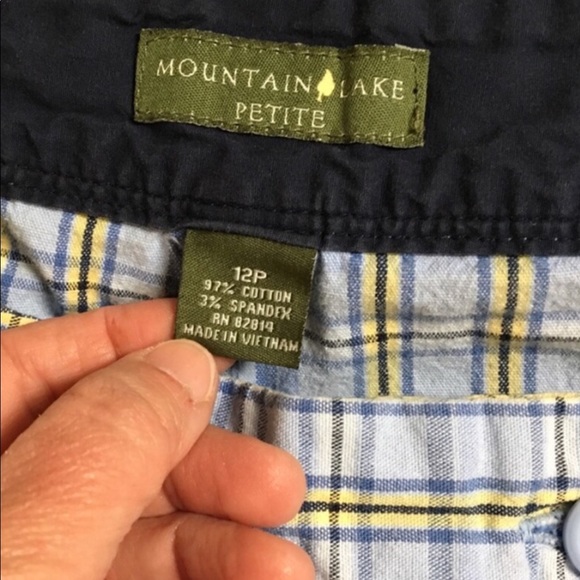 MOUNTAIN LAKE
PETITE
12P
97% COTTON
3% SPANDEX
RN 82814
MADE IN VIETNAM